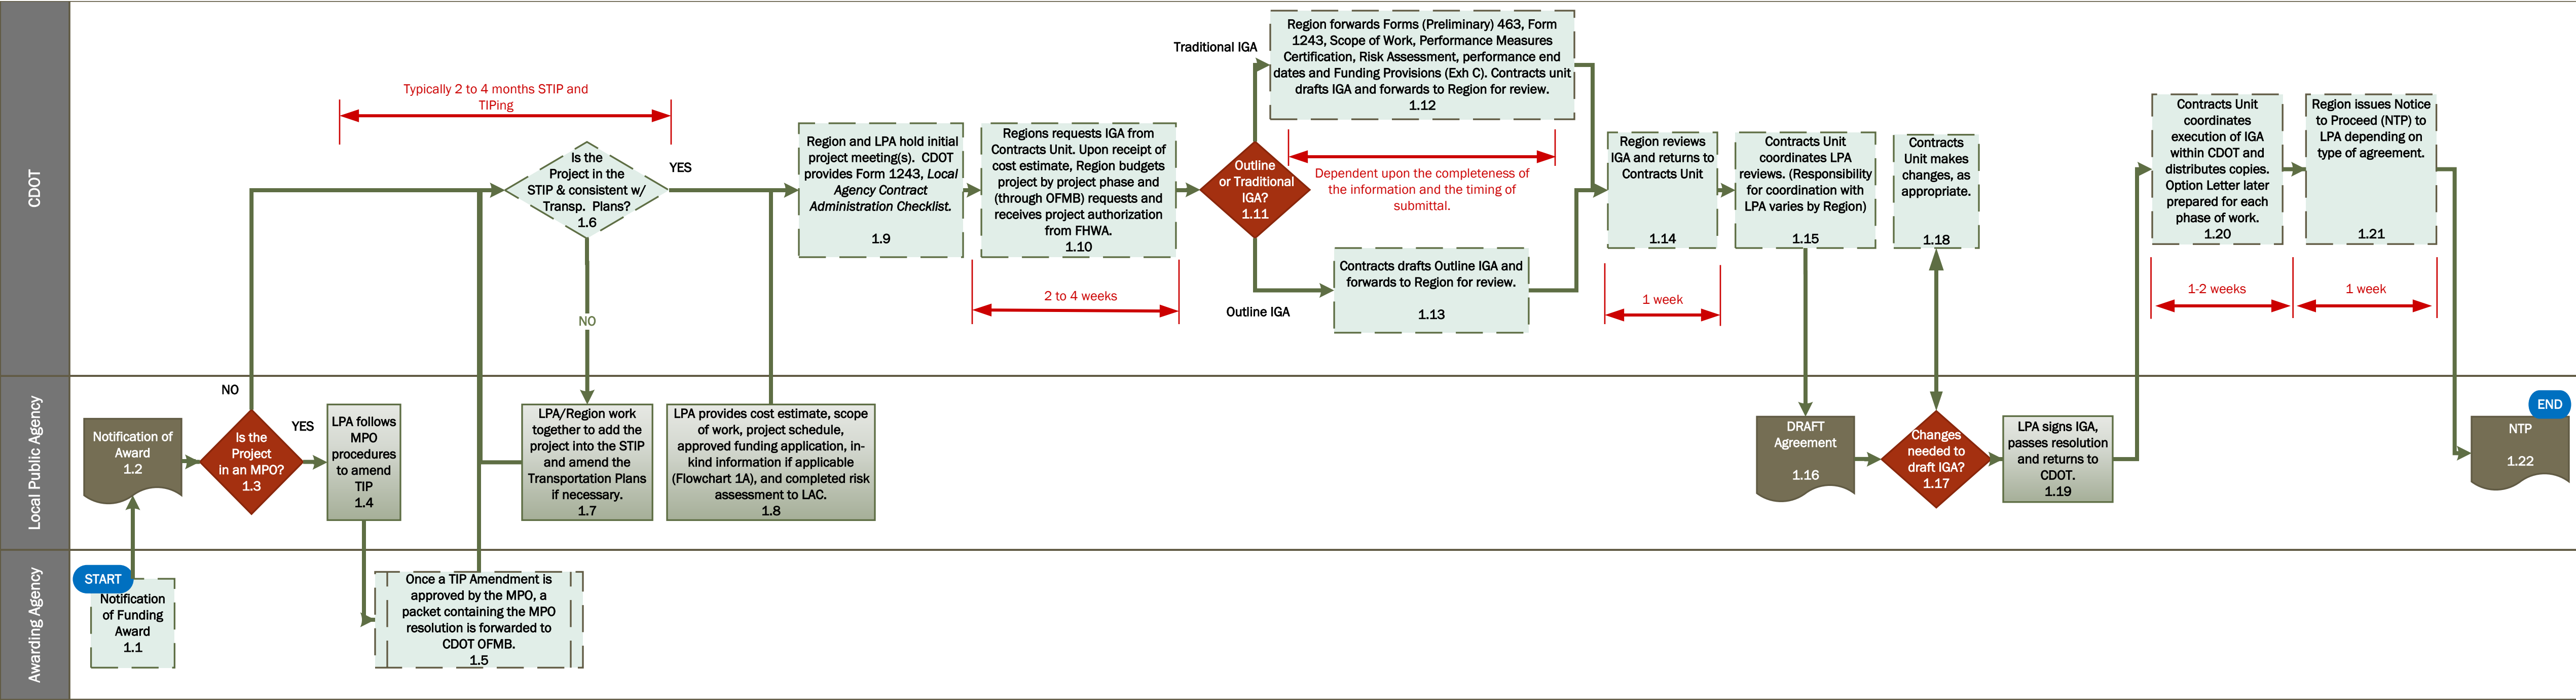 CDOT
Typically 2 to 4 months STIP and
TIPing
Is the
Project in the
STIP & consistent w/
Transp. Plans?
1.6
YES
NO
Region and LPA hold initial
project meeting(s). CDOT
provides Form 1243, Local
Agency Contract
Administration Checklist.
1.9
Regions requests IGA from
Contracts Unit. Upon receipt of
cost estimate, Region budgets
project by project phase and
(through OFMB) requests and
receives project authorization
from FHWA.
1.10
2 to 4 weeks
Outline
or Traditional
IGA?
1.11
Traditional IGA
Region forwards Forms (Preliminary) 463, Form
1243, Scope of Work, Performance Measures
Certification, Risk Assessment, performance end
dates and Funding Provisions (Exh C). Contracts unit
drafts IGA and forwards to Region for review.
1.12
Dependent upon the completeness of
the information and the timing of
submittal.
Outline IGA
Contracts drafts Outline IGA and
forwards to Region for review.
1.13
Region reviews
IGA and returns to
Contracts Unit
1.14
1 week
Contracts Unit
coordinates LPA
reviews. (Responsibility
for coordination with
LPA varies by Region)
1.15
Contracts
Unit makes
changes, as
appropriate.
1.18
Contracts Unit
coordinates
execution of IGA
within CDOT and
distributes copies.
Option Letter later
prepared for each
phase of work.
1.20
1-2 weeks
Region issues Notice
to Proceed (NTP) to
LPA depending on
type of agreement.
1.21
1 week
Local Public Agency
Notification of
Award
1.2
NO
Is the
Project
in an MPO?
1.3
YES
LPA follows
MPO
procedures
to amend
TIP
1.4
LPA/Region work
together to add the
project into the STIP
and amend the
Transportation Plans
if necessary.
1.7
LPA provides cost estimate, scope
of work, project schedule,
approved funding application, in-
kind information if applicable
(Flowchart 1A), and completed risk
assessment to LAC.
1.8
DRAFT
Agreement
1.16
Changes
needed to
draft IGA?
1.17
LPA signs IGA,
passes resolution
and returns to
CDOT.
1.19
END
NTP
1.22
Awarding Agency
START
Notification
of Funding
Award
1.1
Once a TIP Amendment is
approved by the MPO, a
packet containing the MPO
resolution is forwarded to
CDOT OFMB.
1.5